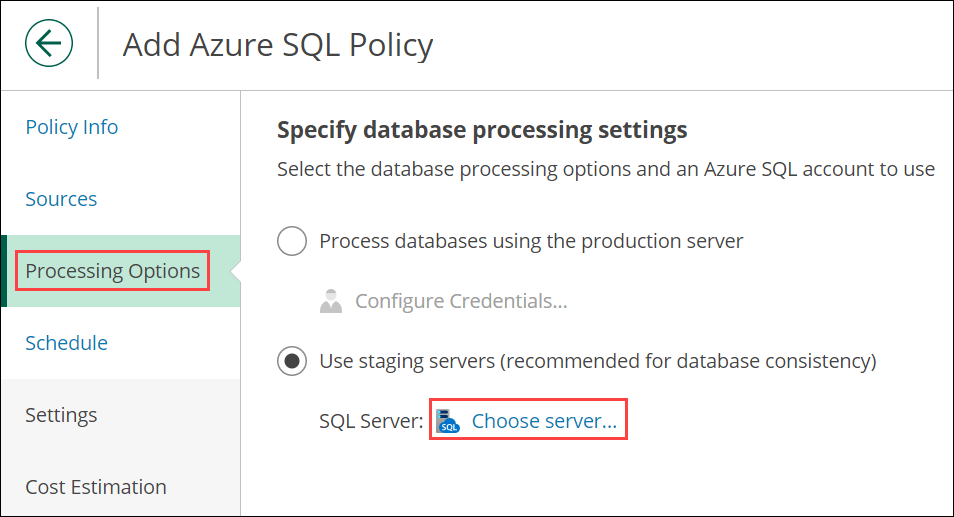 Add Azure SQL Policy
Policy Info
Sources
Processing Options
Schedule
Settings
Cost Estimation
Specify database processing settings
Select the database processing options and an Azure SQL account to use
Process databases using the production server
Configure Credentials...
Use staging servers (recommended for database consistency)
SQL Server: SQL Choose server...